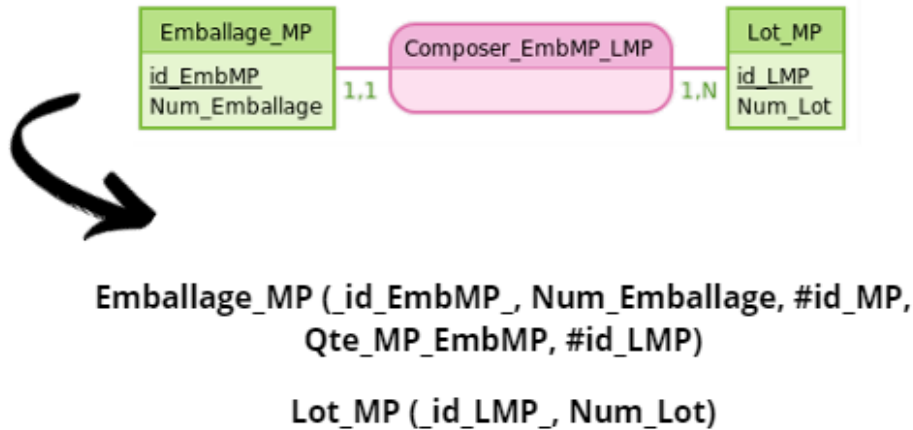 Emballage_MP
id_EmbMP
Num_Emballage
1,1
Composer_EmbMP_LMP
1,N
Lot_MP
id_LMP
Num_Lot
Emballage_MP (_id_EmbMP_, Num_Emballage, #id_MP,
Qte_MP_EmbMP, #id_LMP)
Lot_MP (_id_LMP_, Num_Lot)